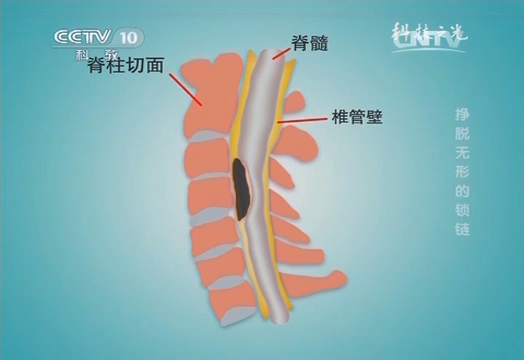 CCTV 10
科教
科技之光
CNTV
脊髓
脊柱切面
椎管壁
挣脱无形的锁链